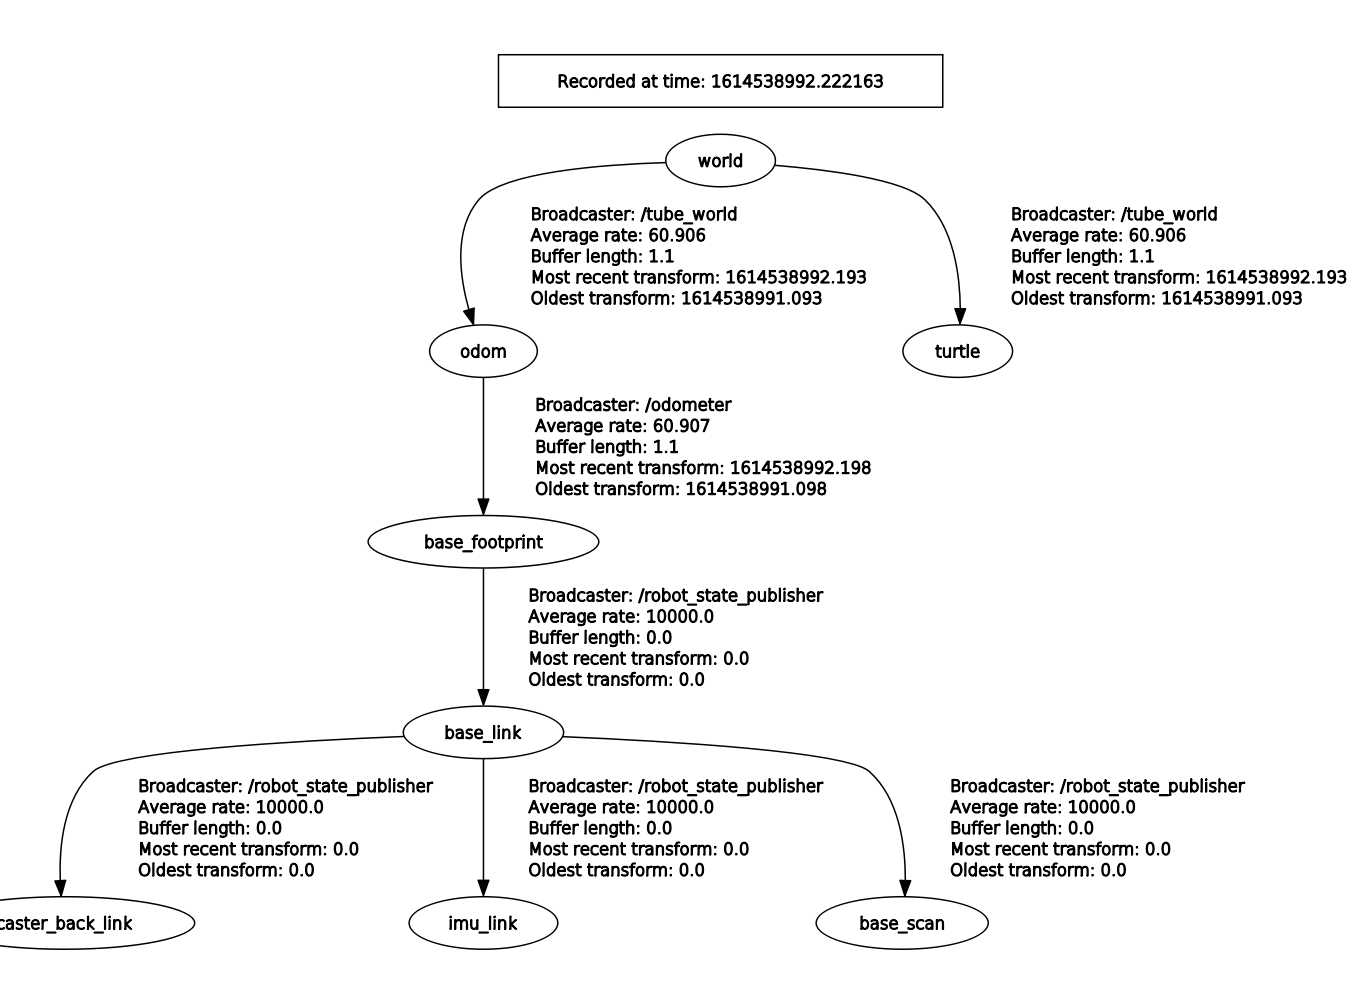 Recorded at time: 1614538992.222163
world
Broadcaster: /tube_world
Average rate: 60.906
Buffer length: 1.1
Most recent transform: 1614538992.193
Oldest transform: 1614538991.093
Broadcaster: /tube_world
Average rate: 60.906
Buffer length: 1.1
Most recent transform: 1614538992.193
Oldest transform: 1614538991.093
odom
turtle
Broadcaster: /odometer
Average rate: 60.907
Buffer length: 1.1
Most recent transform: 1614538992.198
Oldest transform: 1614538991.098
base_footprint
Broadcaster: /robot_state_publisher
Average rate: 10000.0
Buffer length: 0.0
Most recent transform: 0.0
Oldest transform: 0.0
base_link
Broadcaster: /robot_state_publisher
Average rate: 10000.0
Buffer length: 0.0
Most recent transform: 0.0
Oldest transform: 0.0
Broadcaster: /robot_state_publisher
Average rate: 10000.0
Buffer length: 0.0
Most recent transform: 0.0
Oldest transform: 0.0
Broadcaster: /robot_state_publisher
Average rate: 10000.0
Buffer length: 0.0
Most recent transform: 0.0
Oldest transform: 0.0
caster_back_link
imu_link
base_scan